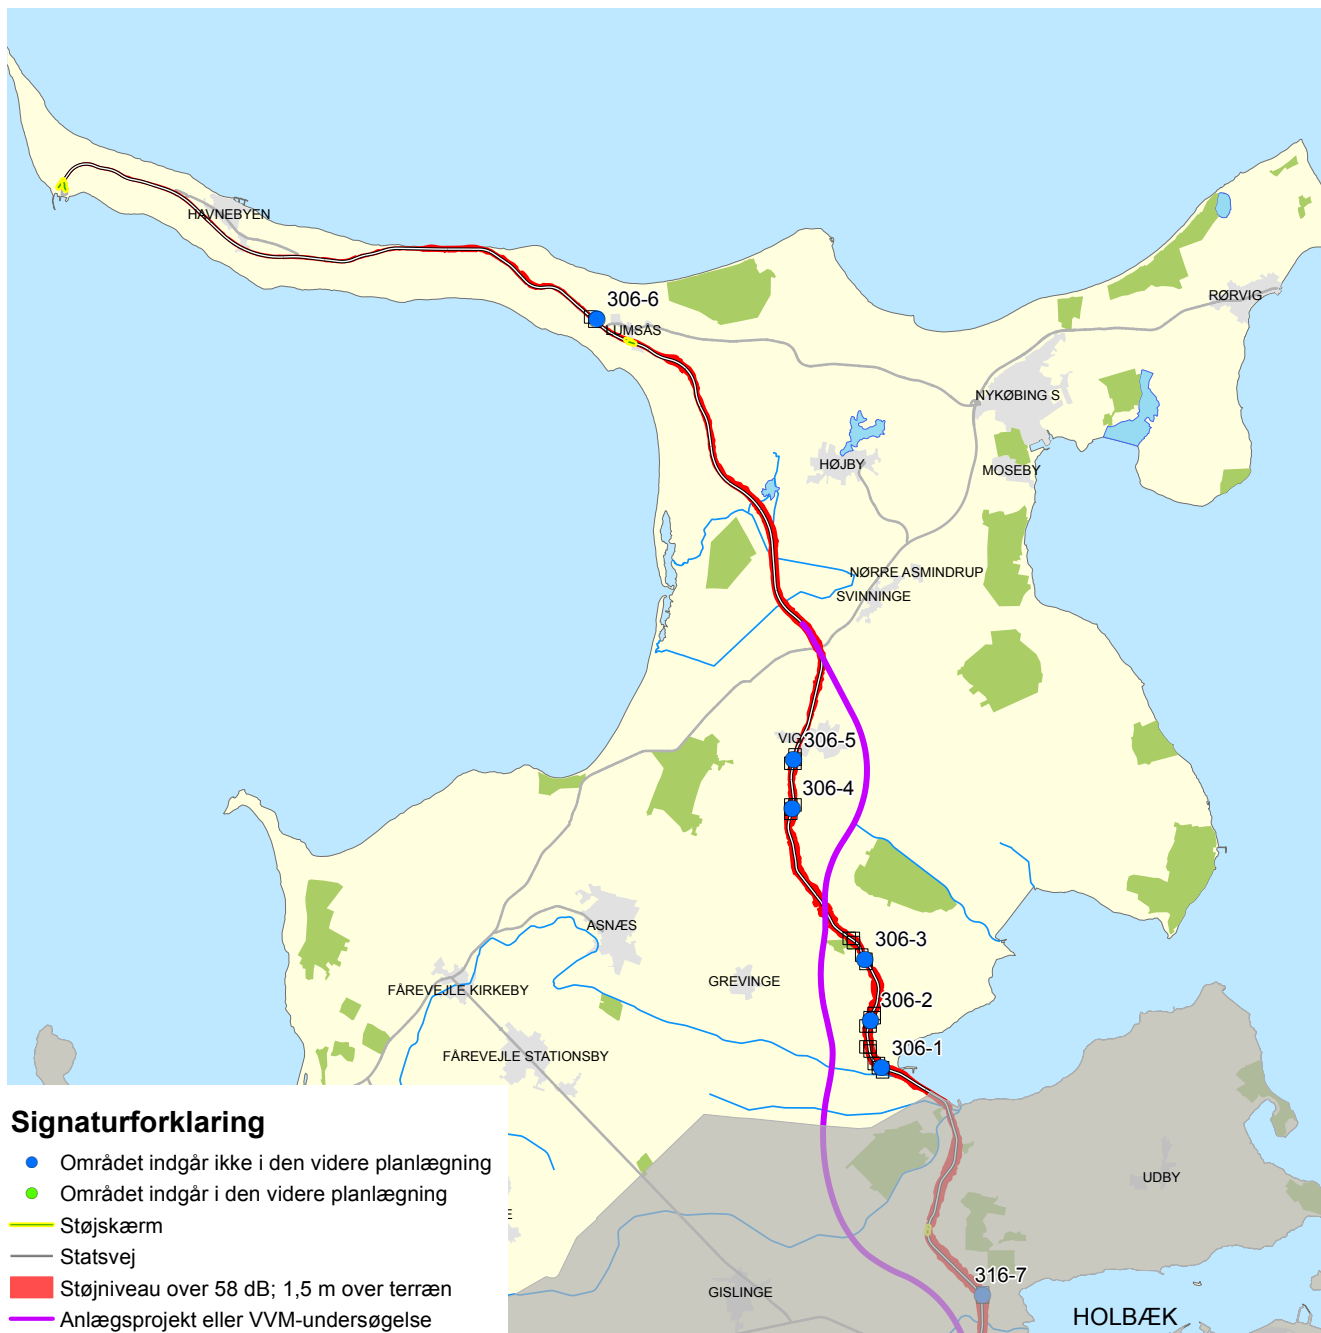 HAVNEBYEN
306-6
LUMSÅS
RØRVIG
NYKØBING S
HØJBY
MOSEBY
NØRRE ASMINDRUP
SVINNINGE
VIG
306-5
306-4
ASNÆS
306-3
GREVINGE
FÅREVEJLE KIRKEBY
306-2
306-1
FÅREVEJLE STATIONSBY
UDBY
E
316-7
GISLINGE
HOLBÆK
Signaturforklaring
Området indgår ikke i den videre planlægning
Området indgår i den videre planlægning
Støjskærm
Statsvej
Støjniveau over 58 dB; 1,5 m over terræn
Anlægsprojekt eller VVM-undersøgelse